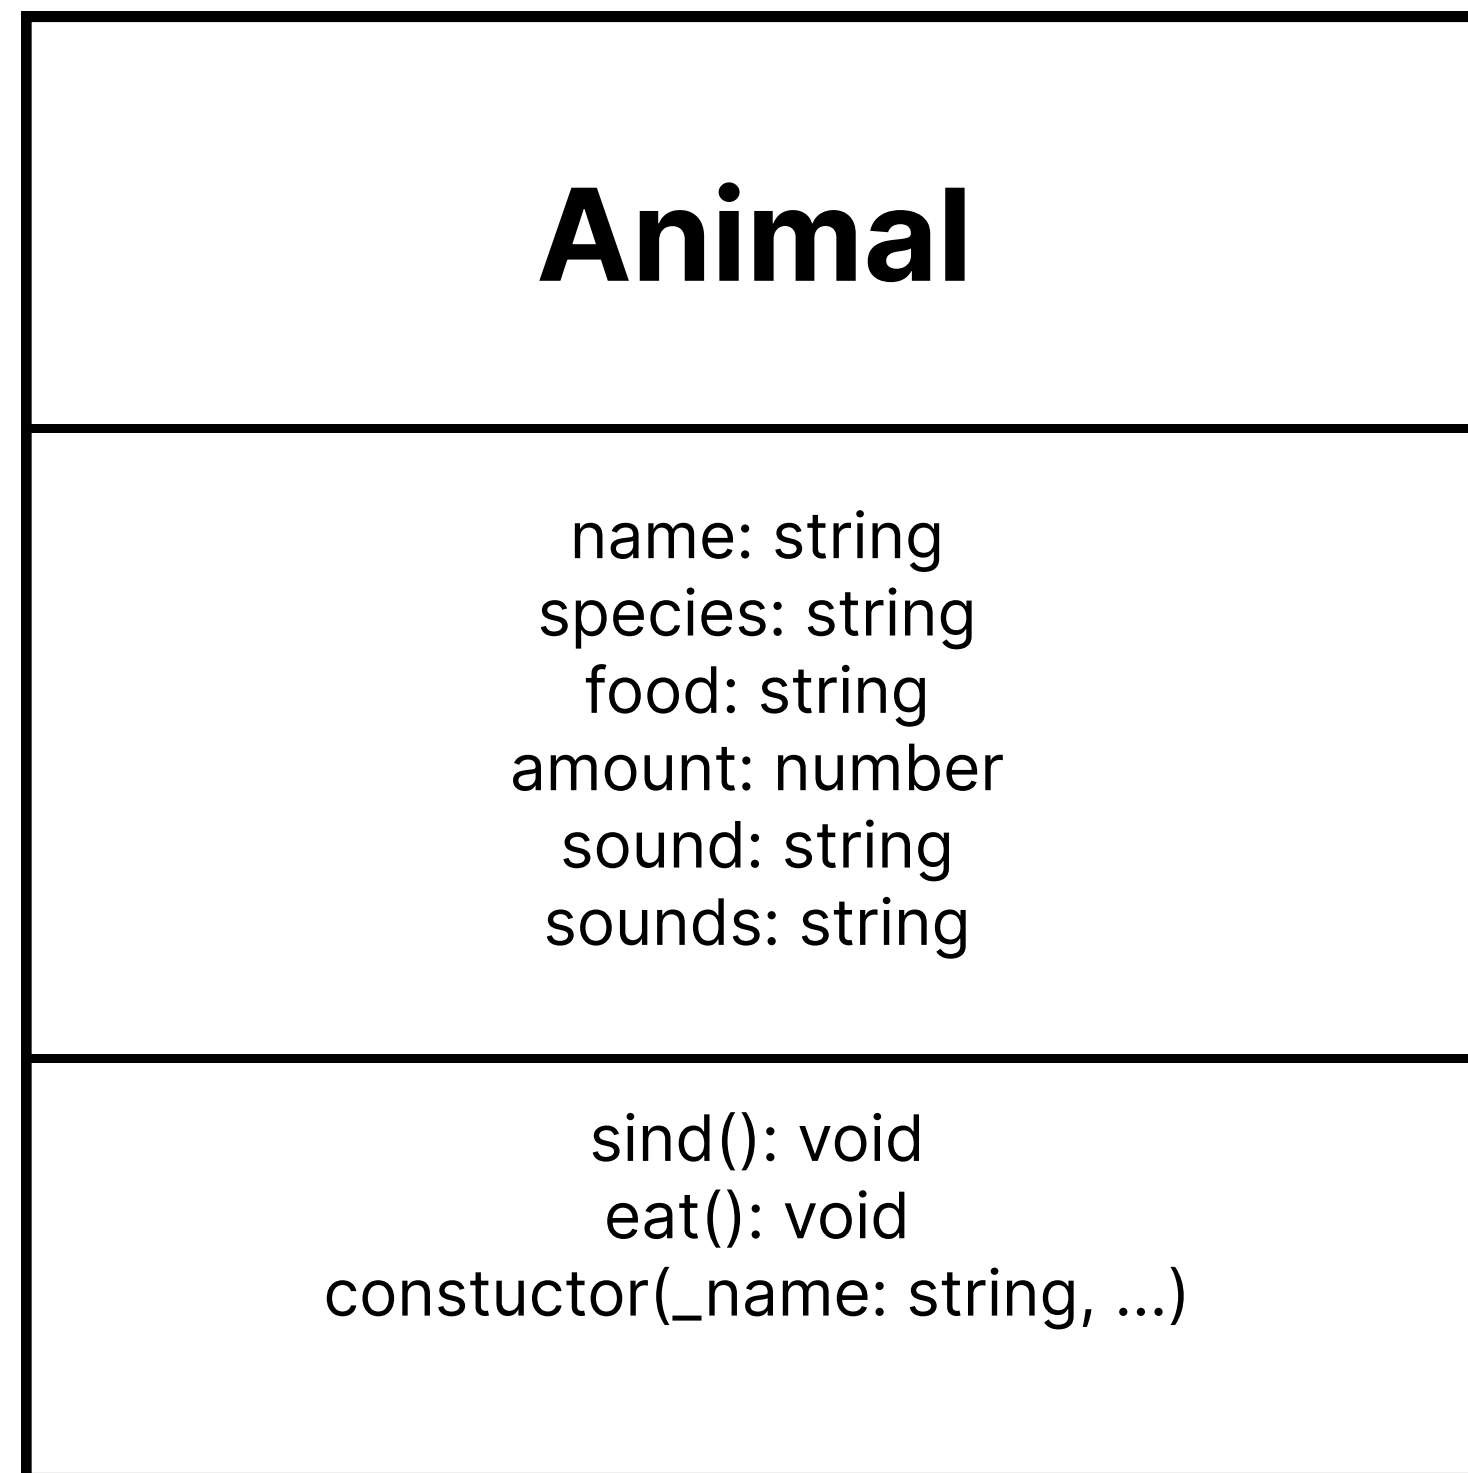 Animal
name: string
species: string
food: string
amount: number
sound: string
sounds: string
sind(): void
eat(): void
constuctor(_name: string, ...)